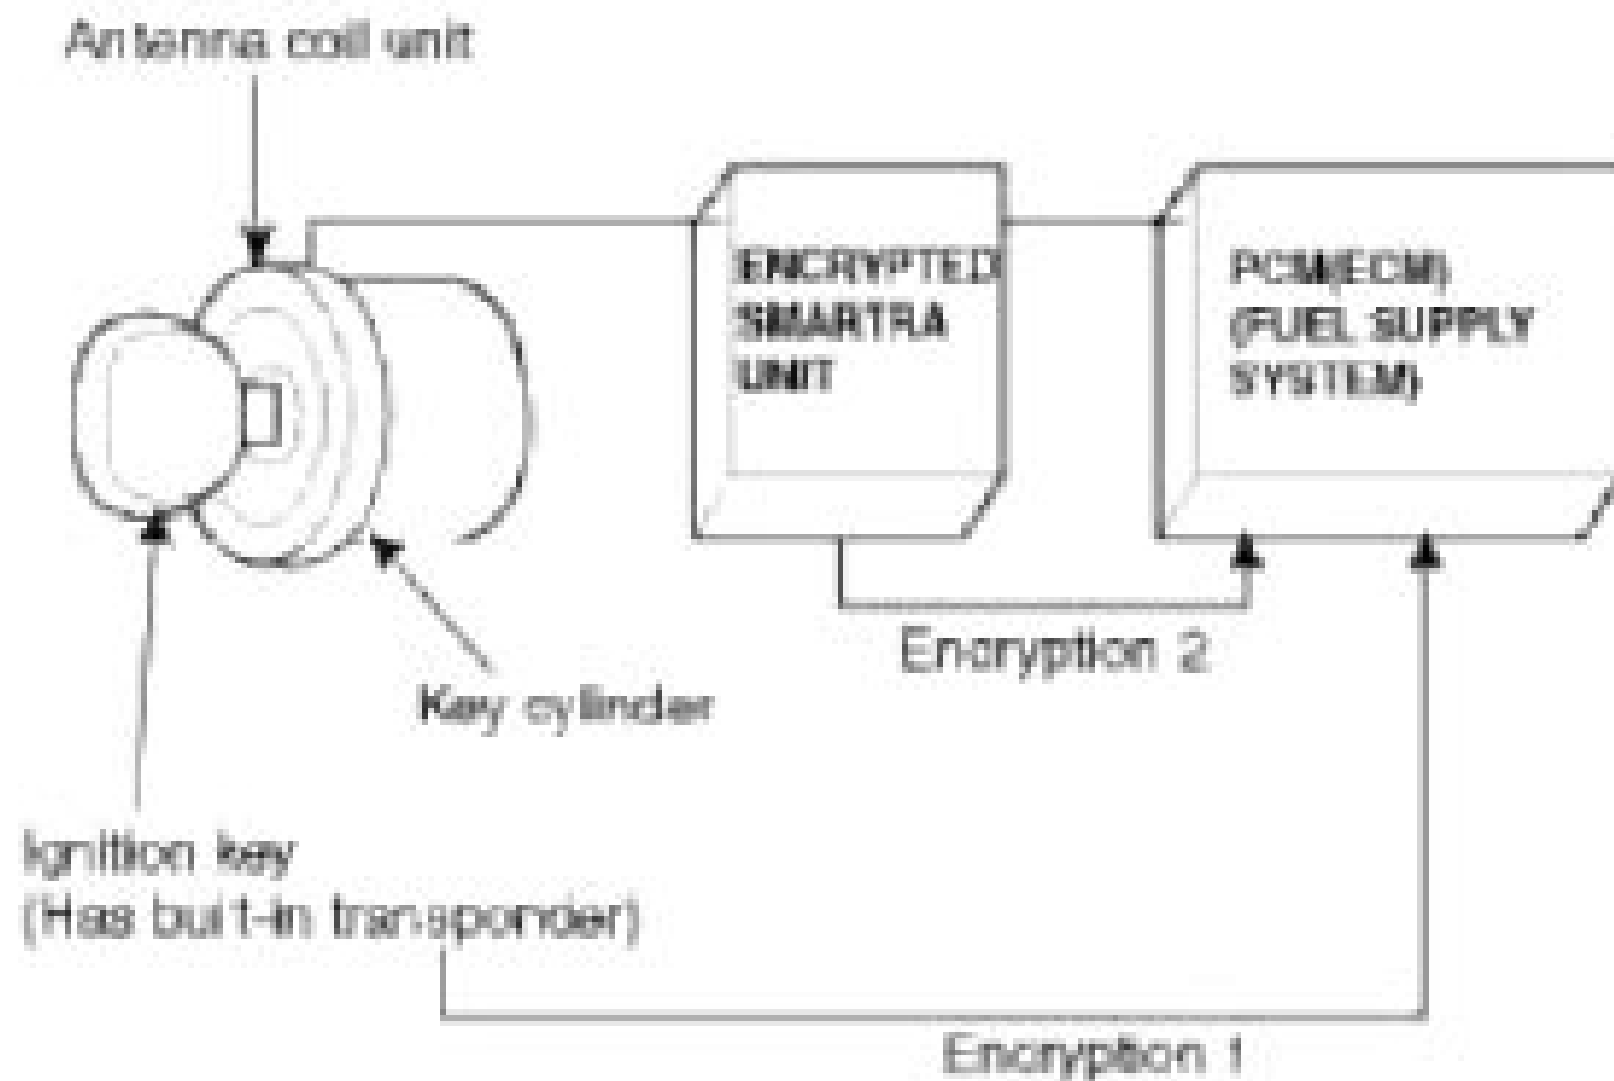 Antenna coil unit
ENCRYPTED
SMARTRA
UNIT
PCM(ECM)
(FUEL SUPPLY
SYSTEM)
Encryption 2
Key cylinder
Ignition key
(Has built-in transponder)
Encryption 1